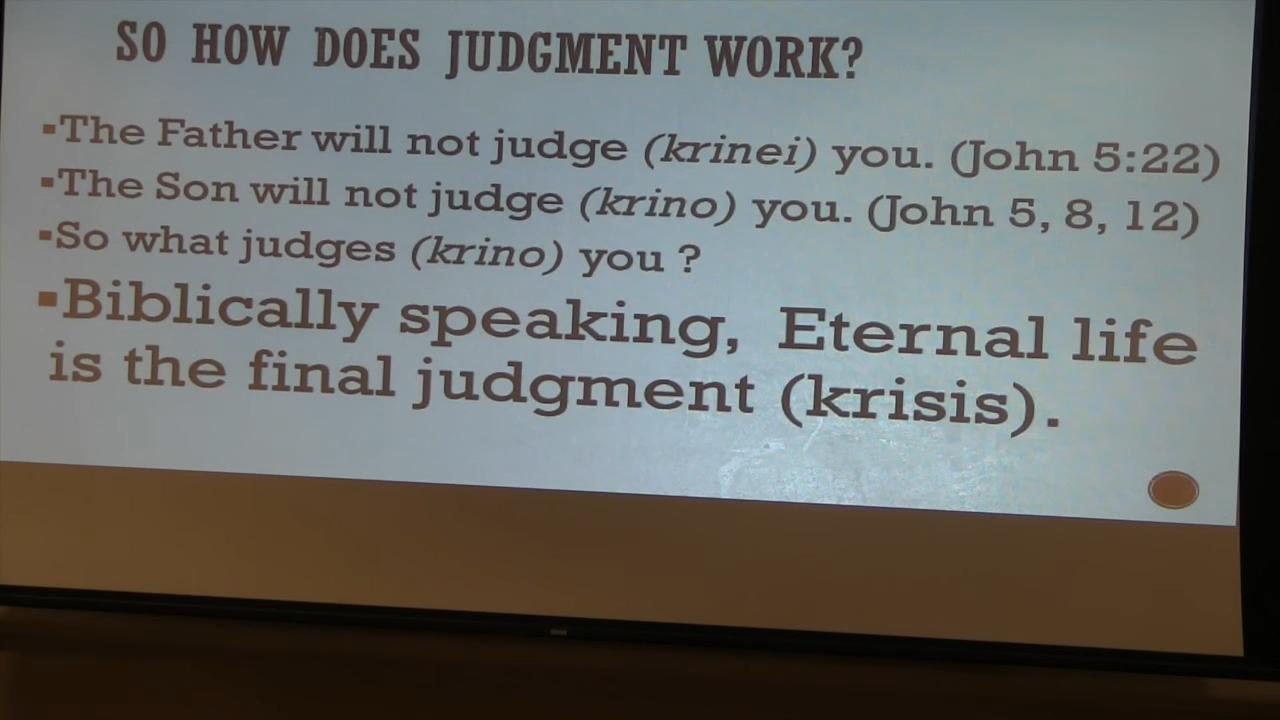 SO HOW DOES JUDGMENT WORK?
▪The Father will not judge (krinei) you. (John 5:22)
▪The Son will not judge (krino) you. (John 5, 8, 12)
▪So what judges (krino) you ?
▪Biblically speaking, Eternal life
is the final judgment (krisis).